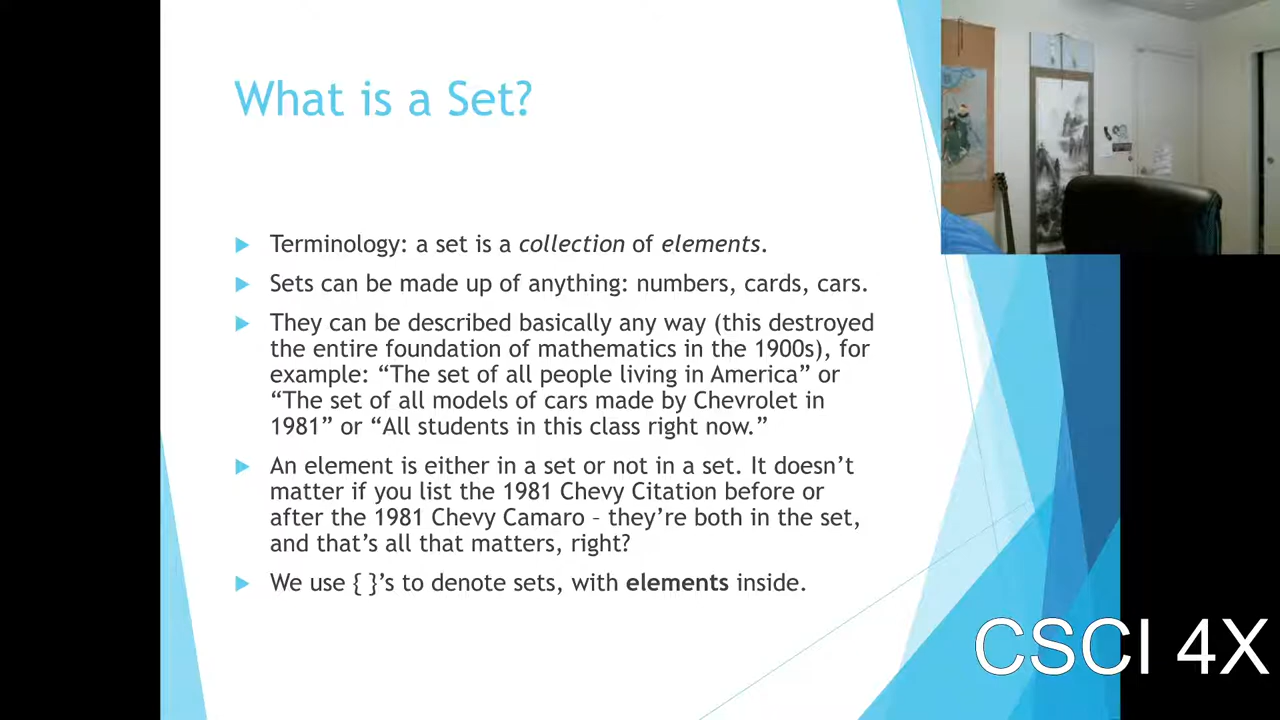 What is a Set?
Terminology: a set is a collection of elements.
Sets can be made up of anything: numbers, cards, cars.
They can be described basically any way (this destroyed
the entire foundation of mathematics in the 1900s), for
example: “The set of all people living in America” or
“The set of all models of cars made by Chevrolet in
1981” or “All students in this class right now.”
An element is either in a set or not in a set. It doesn’t
matter if you list the 1981 Chevy Citation before or
after the 1981 Chevy Camaro – they’re both in the set,
and that’s all that matters, right?
We use { }’s to denote sets, with elements inside.
CSCI 4X